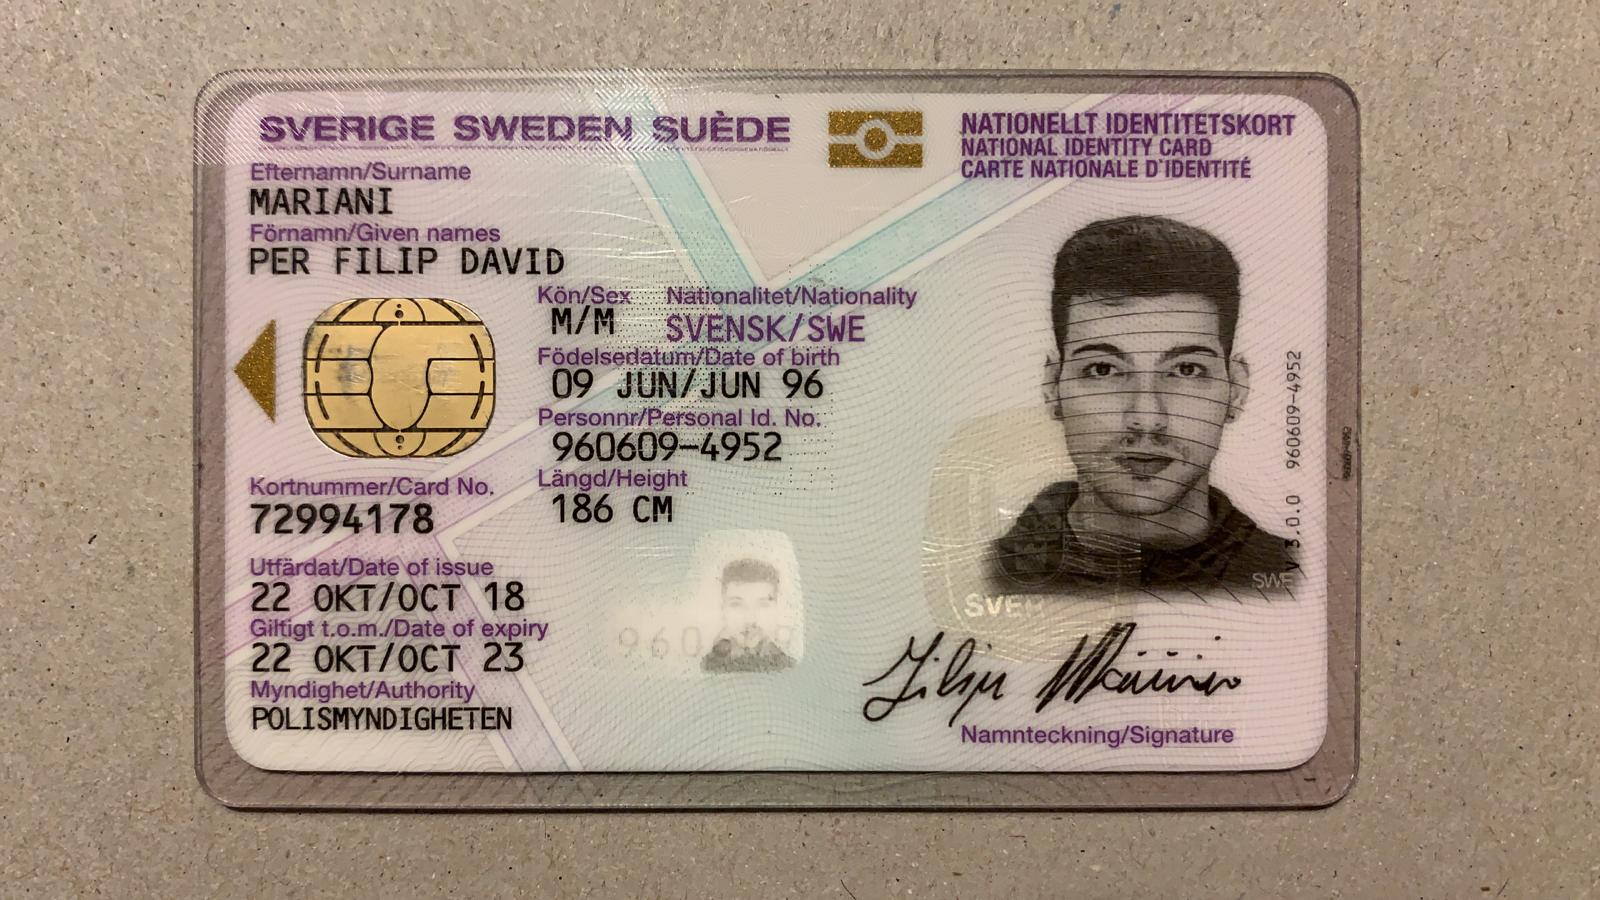 SVERIGE SWEDEN SUÈDE
NATIONELLT IDENTITETSKORT
NATIONAL IDENTITY CARD
CARTE NATIONALE D'IDENTITÉ
Efternamn/Surname
MARIANI
Förnamn/Given names
PER FILIP DAVID
Kön/Sex Nationalitet/Nationality
M/M SVENSK/SWE
Födelsedatum/Date of birth
09 JUN/JUN 96
Personnr/Personal Id. No.
960609-4952
Längd/Height
186 CM
Kortnummer/Card No.
72994178
Utfärdat/Date of issue
22 OKT/OCT 18
Giltigt t.o.m./Date of expiry
22 OKT/OCT 23
Myndighet/Authority
POLISMYNDIGHETEN
960609-4952
v 3.0.0
SWE
Filip Mariani
Namnteckning/Signature